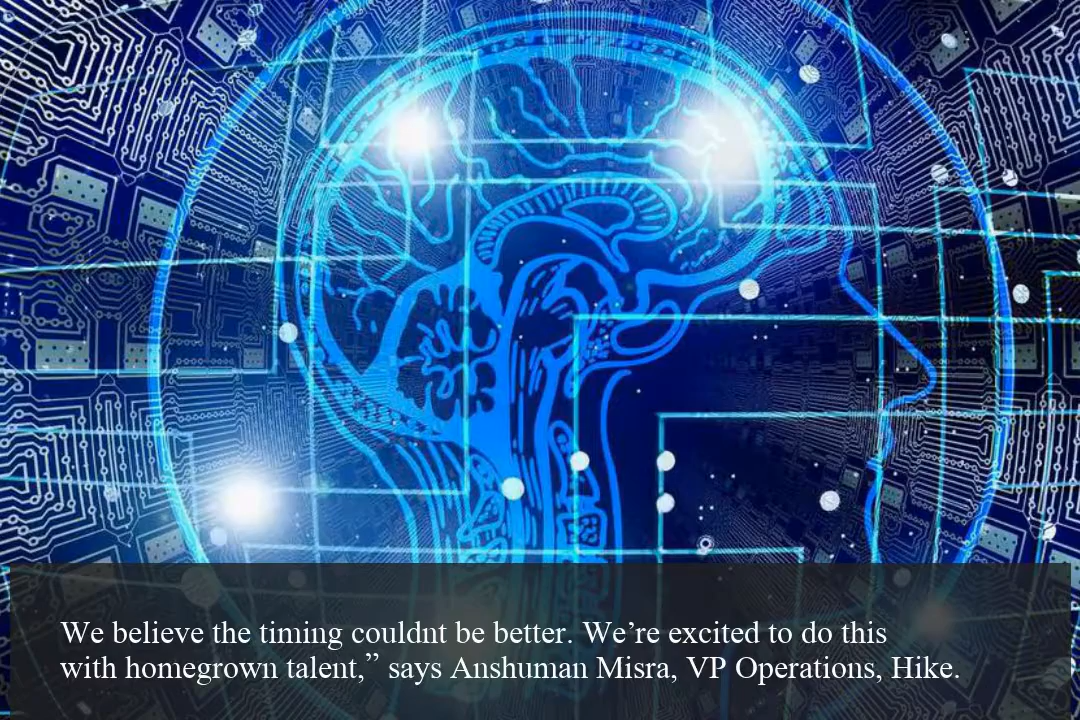 We believe the timing couldnt be better. We’re excited to do this
with homegrown talent,” says Anshuman Misra, VP Operations, Hike.